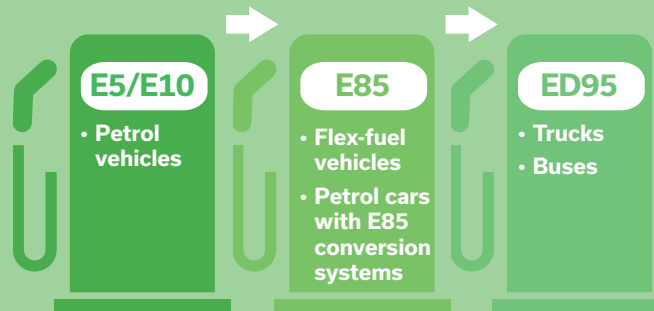 E5/E10
• Petrol
vehicles
E85
• Flex-fuel
vehicles
• Petrol cars
with E85
conversion
systems
ED95
• Trucks
• Buses